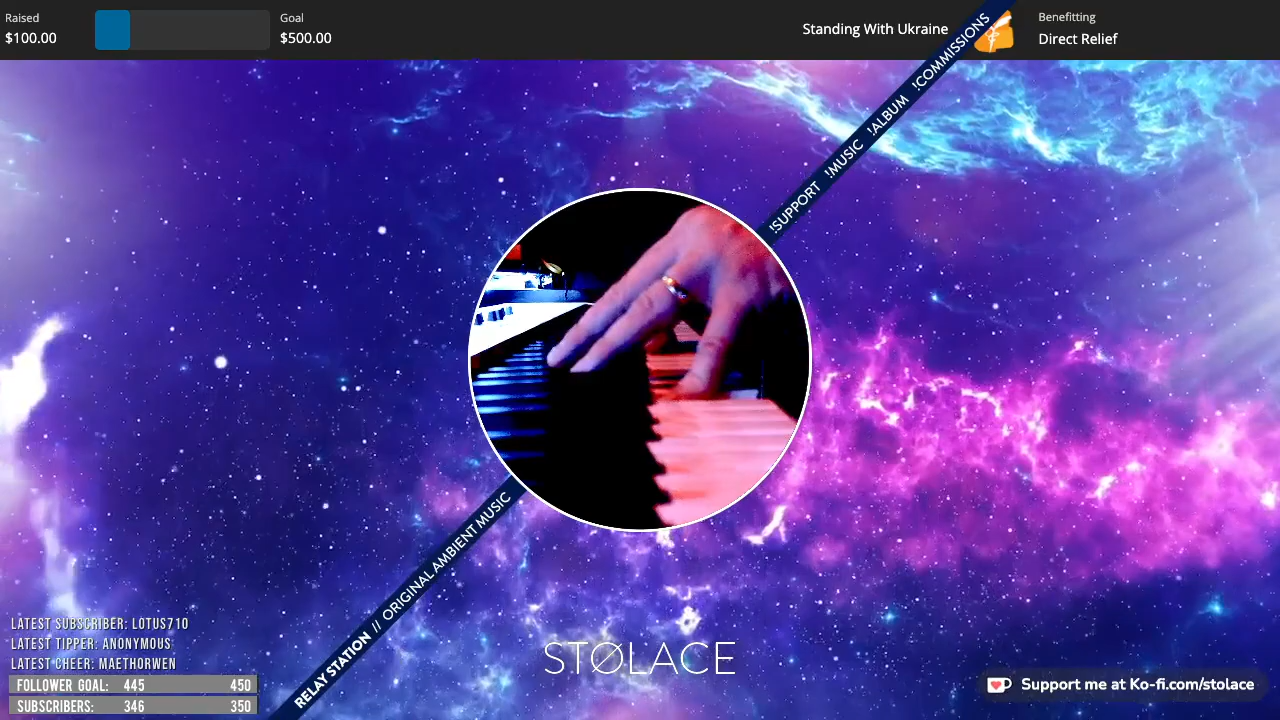 Raised
$100.00
Goal
$500.00
Standing With Ukraine
Benefitting
Direct Relief
!SUPPORT !MUSIC !ALBUM !COMMISSIONS
RELAY STATION // ORIGINAL AMBIENT MUSIC
STØLACE
LATEST SUBSCRIBER: LOTUS710
LATEST TIPPER: ANONYMOUS
LATEST CHEER: MAETHORWEN
FOLLOWER GOAL: 445 450
SUBSCRIBERS: 346 350
Support me at Ko-fi.com/stolace